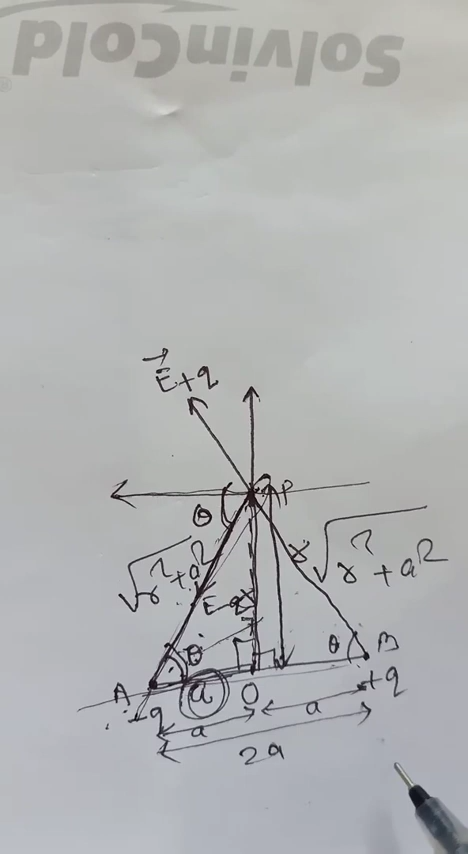 SolvinCold
E+q
P
θ
√r²+a²
r
√r²+a²
E-q
θ
θ
B
A
a
O
+q
-q
a
a
2a